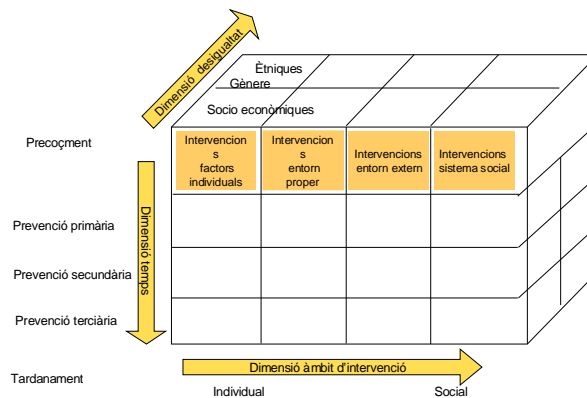 Dimensió desigualtat
Ètniques
Gènere
Socio econòmiques
Precoçment
Intervencion
s
factors
individuals
Intervencion
s
entorn
proper
Intervencions
entorn extern
Intervencions
sistema social
Dimensió temps
Prevenció primària
Prevenció secundària
Prevenció terciària
Dimensió àmbit d'intervenció
Tardanament
Individual
Social